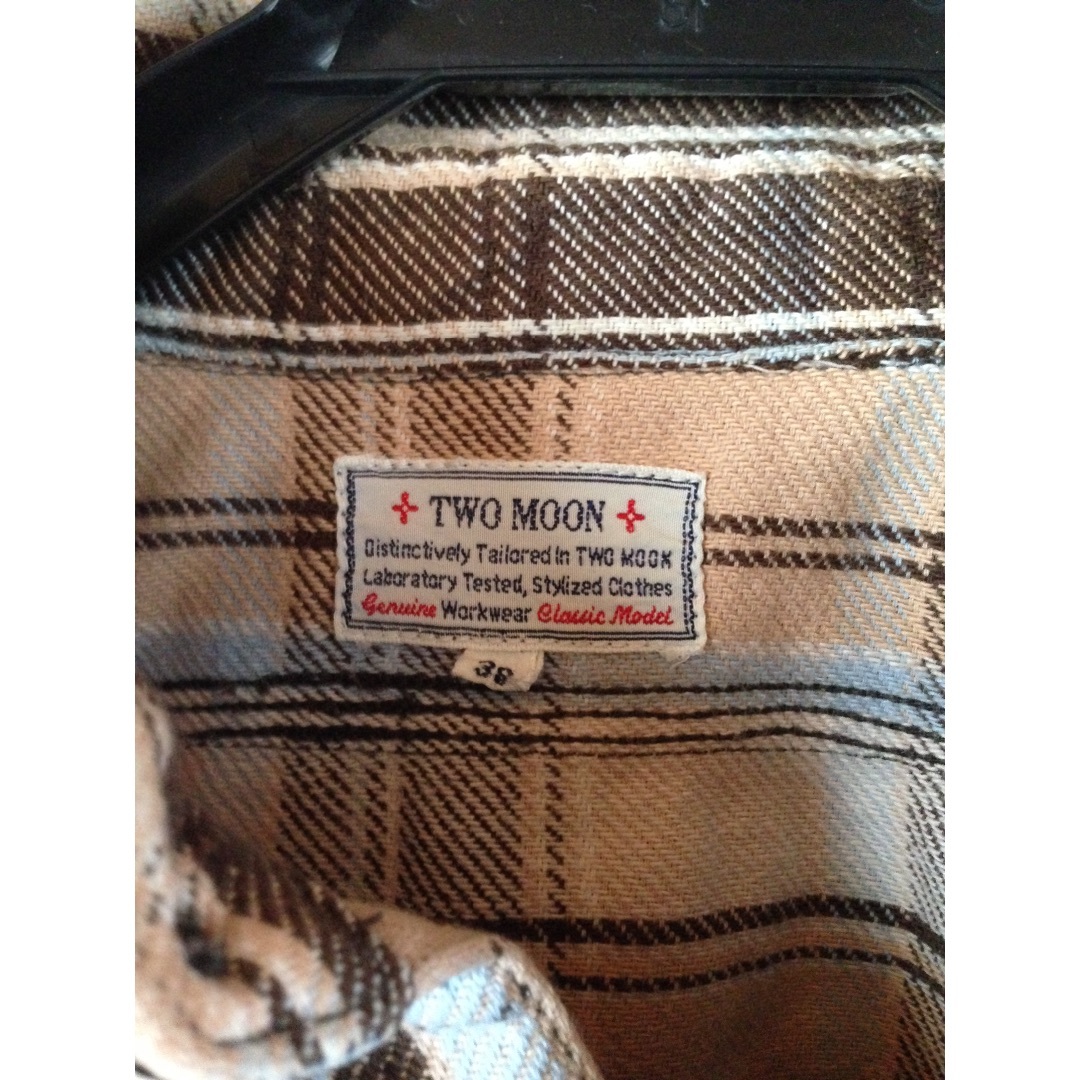 TWO MOON
Distinctively Tailored In TWO MOON
Laboratory Tested, Stylized Clothes
Genuine Workwear Classic Model
38